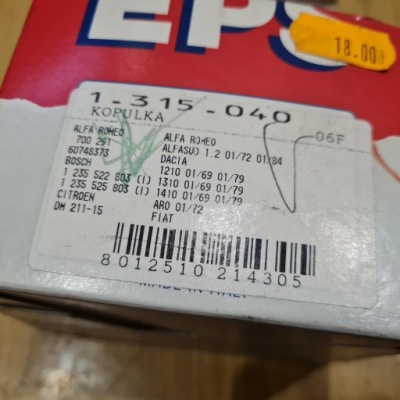 EPS
18.00
1-315-040
KOPULKA
06F
ALFA ROMEO
700 291
60748373
BOSCH
1 235 522 803 (I)
1 235 525 803 (I)
CITROEN
DM 211-15
ALFA ROMEO
ALFASUD 1.2 01/72 01/84
DACIA
1210 01/69 01/79
1310 01/69 01/79
1410 01/69 01/79
ARO 01/72
FIAT
8 012510 214305
MADE IN ITALY